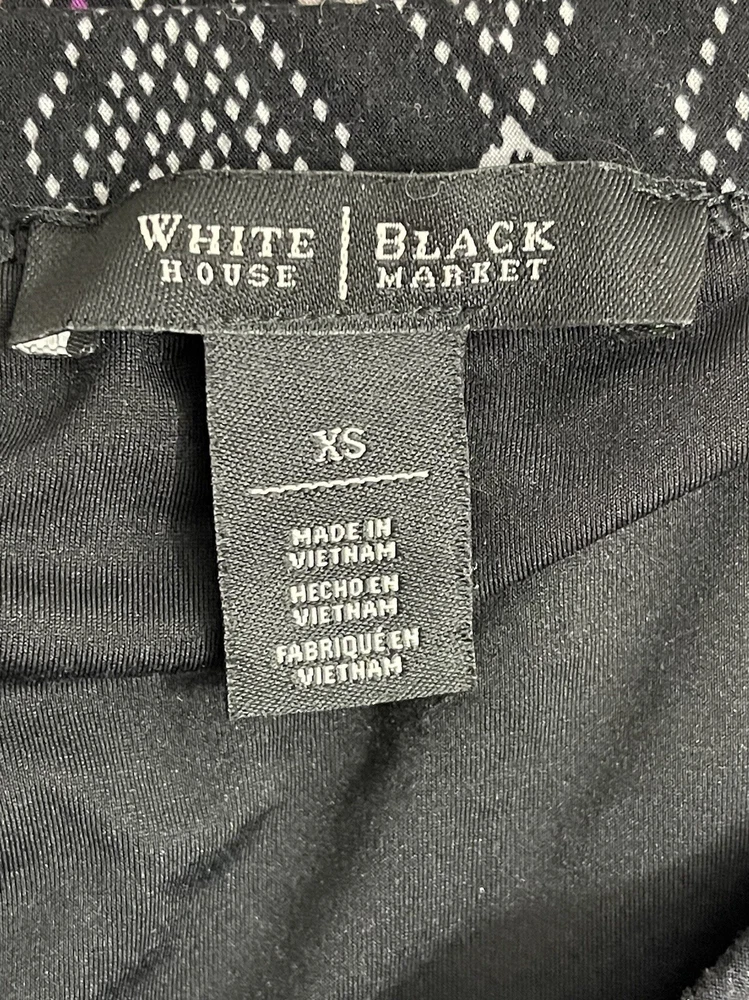 WHITE | BLACK
HOUSE | MARKET
XS
MADE IN
VIETNAM
HECHO EN
VIETNAM
FABRIQUE EN
VIETNAM